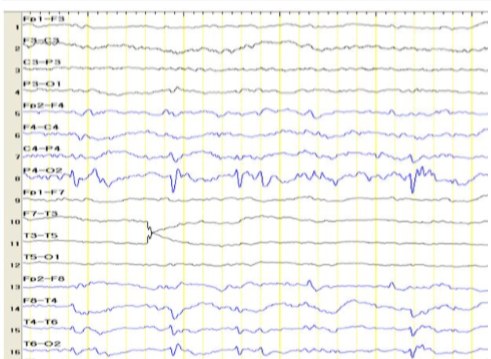 Fp1-F3
1
F3-C3
2
C3-P3
3
P3-O1
4
Fp2-F4
5
F4-C4
6
C4-P4
7
P4-O2
8
Fp1-F7
9
F7-T3
10
T3-T5
11
T5-O1
12
Fp2-F8
13
F8-T4
14
T4-T6
15
T6-O2
16